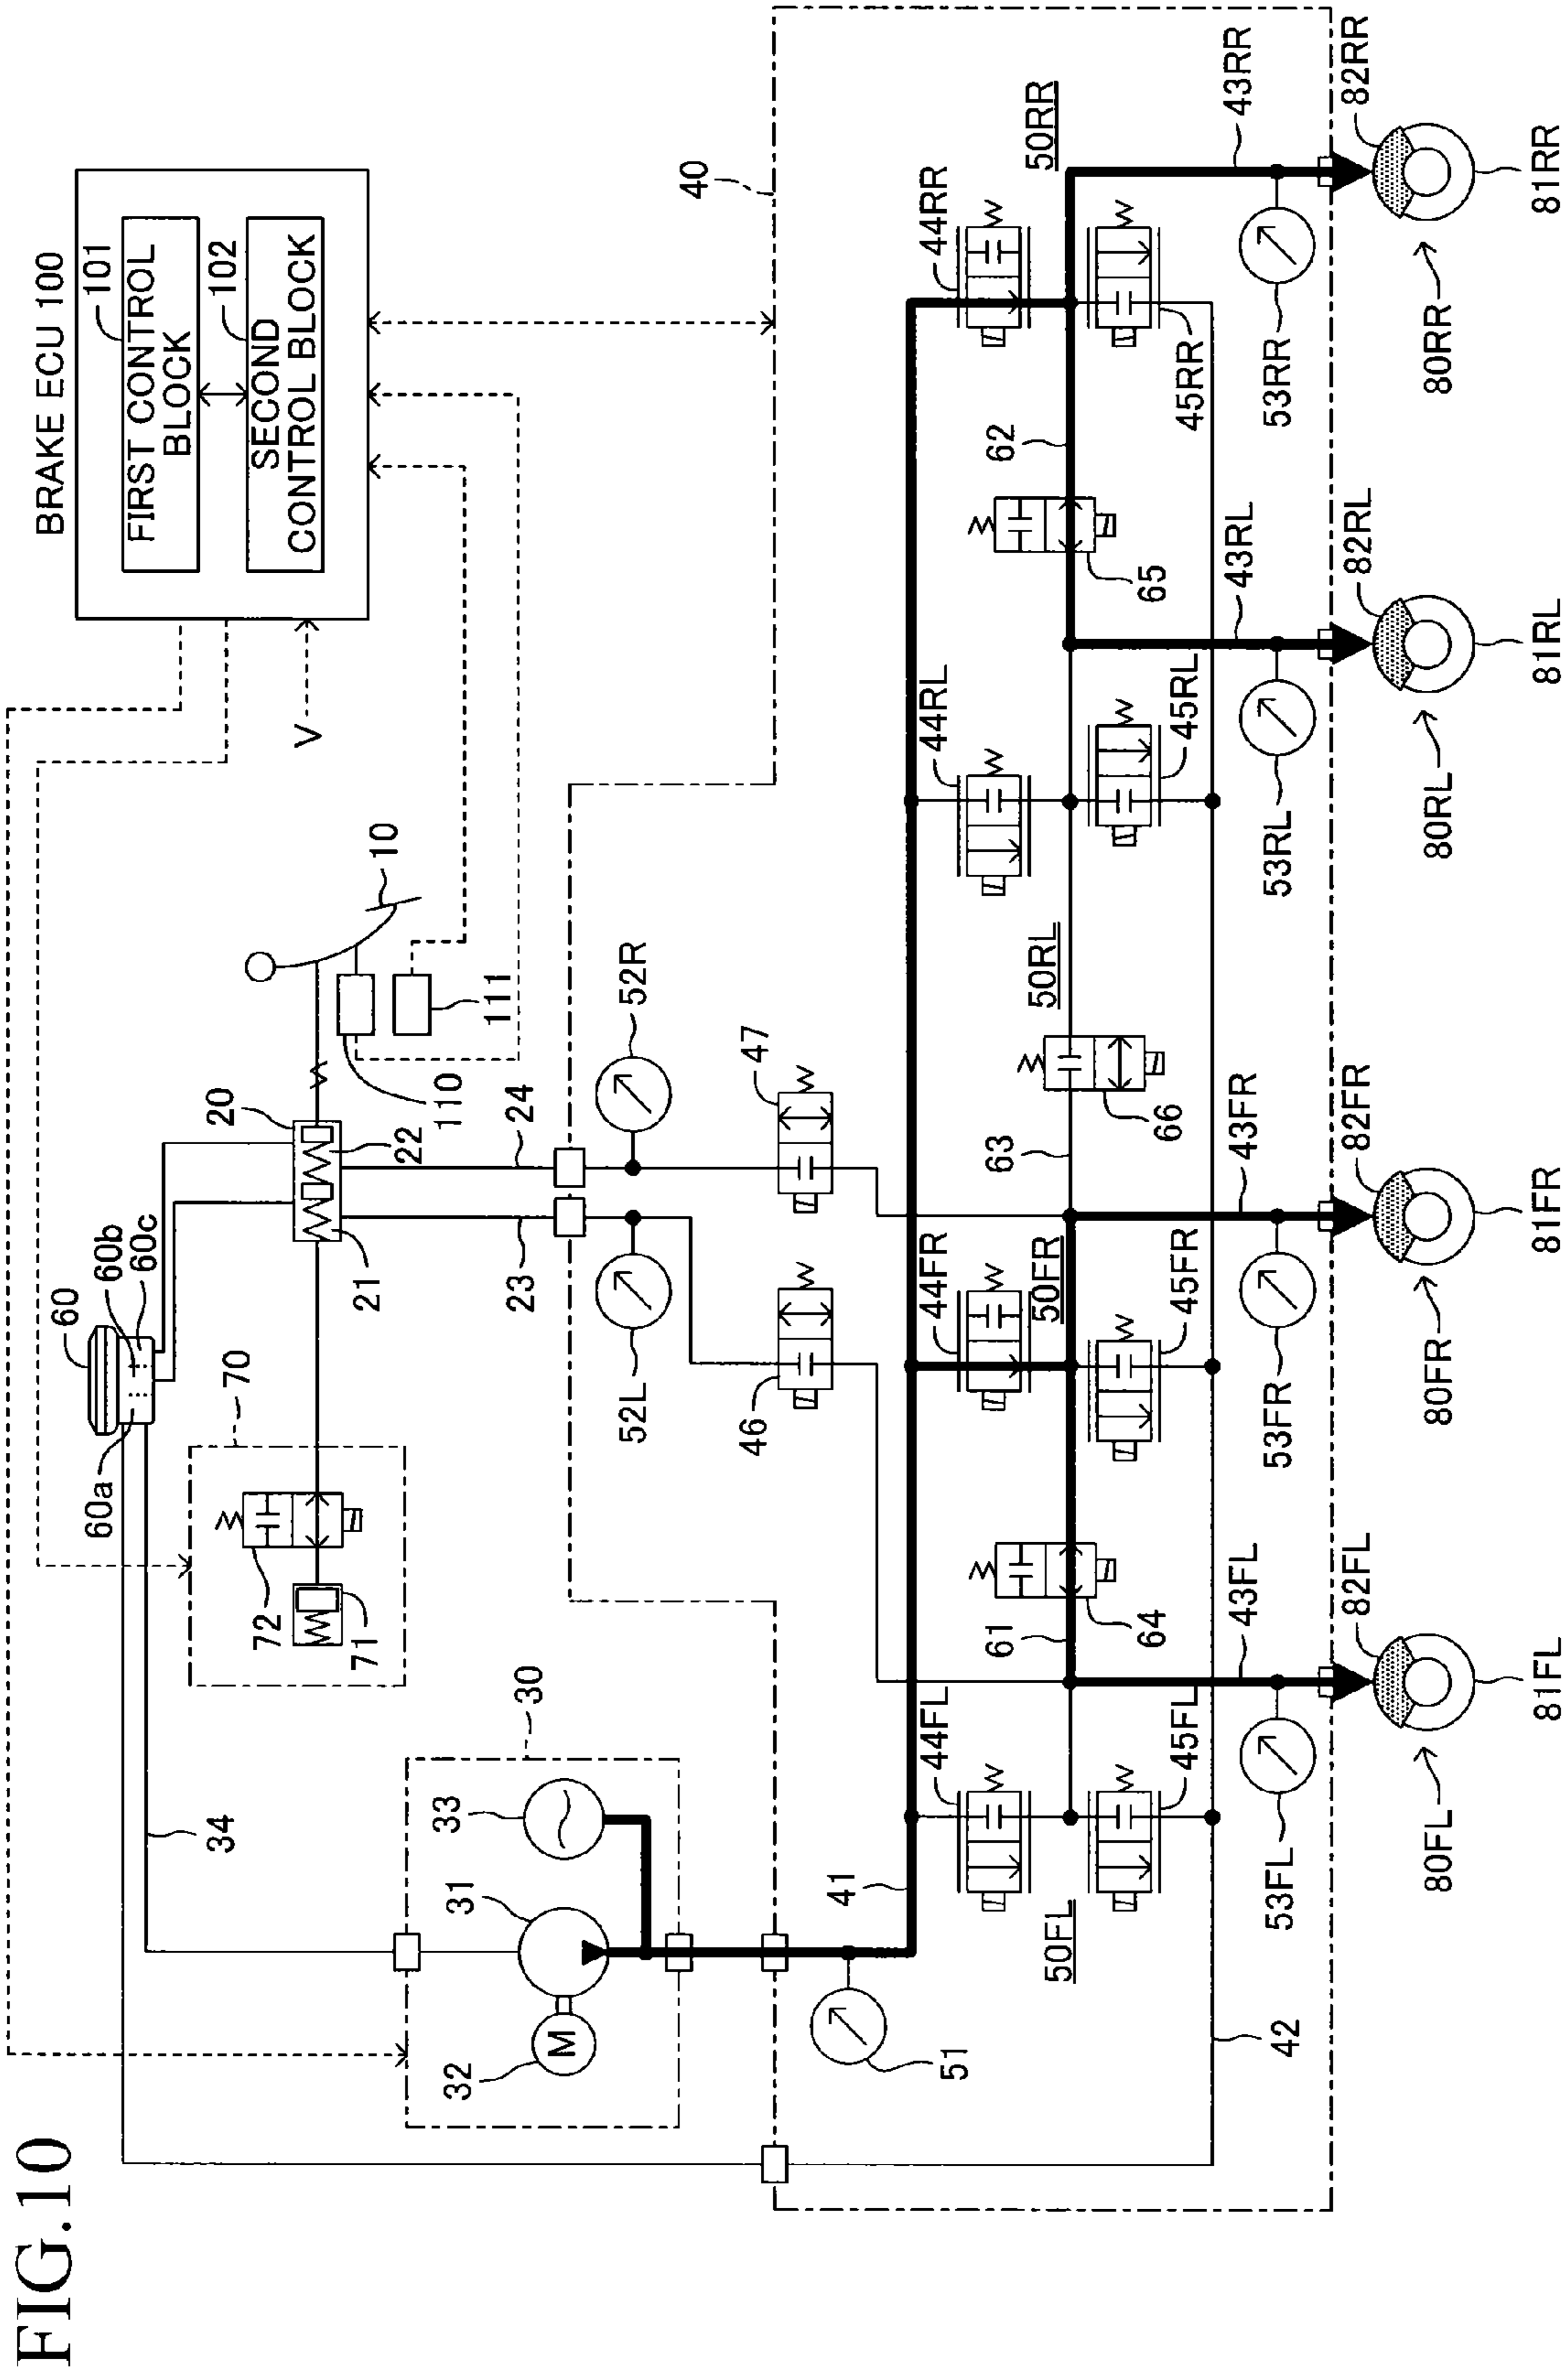 FIG.10
BRAKE ECU 100
FIRST CONTROL
BLOCK
101
SECOND
CONTROL BLOCK
102
V
10
110
111
20
21
22
23
24
60
60a
60b
60c
70
71
72
34
30
31
32
M
33
40
52L
52R
46
47
41
51
42
44FL
45FL
50FL
44FR
45FR
50FR
44RL
45RL
50RL
44RR
45RR
50RR
61
62
63
64
65
66
43FL
43FR
43RL
43RR
53FL
53FR
53RL
53RR
82FL
82FR
82RL
82RR
80FL
80FR
80RL
80RR
81FL
81FR
81RL
81RR